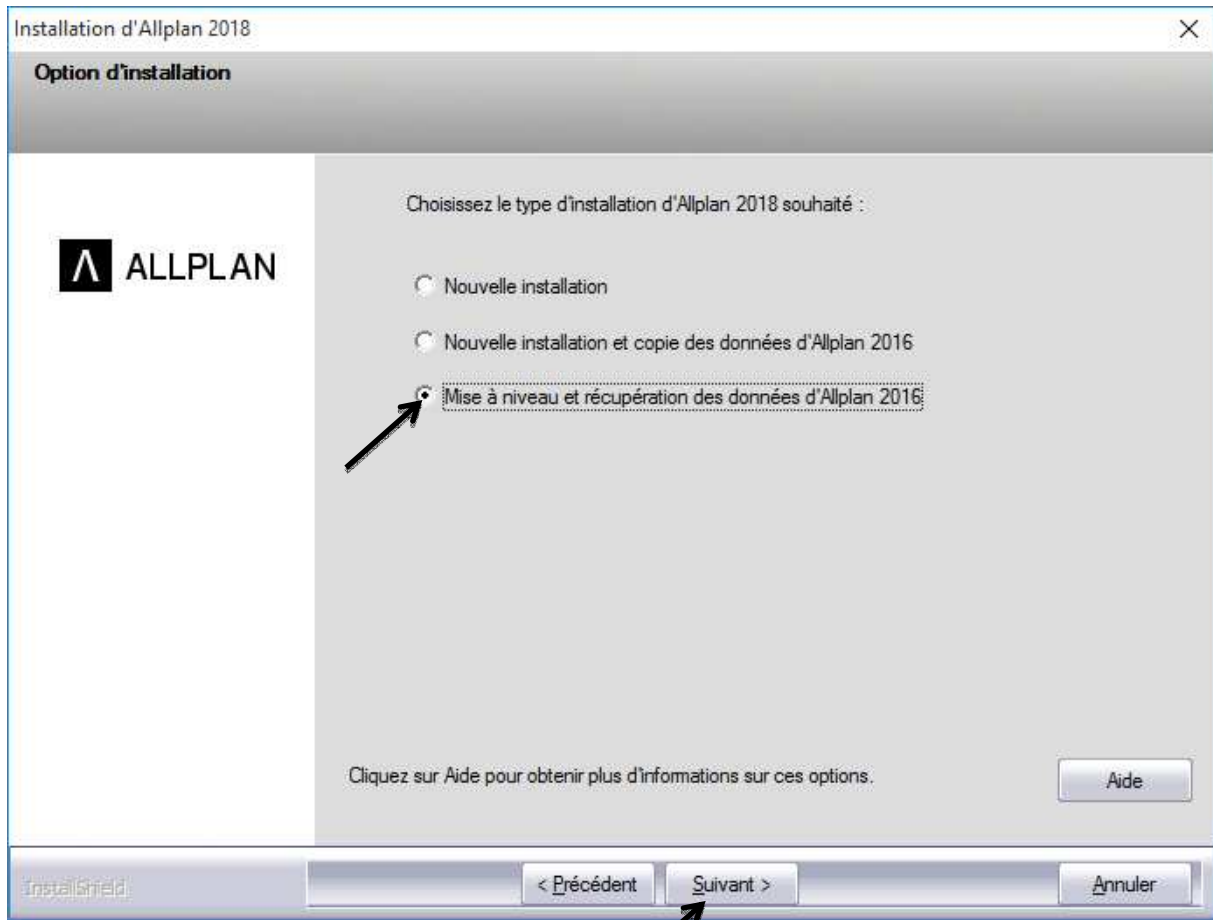 Installation d'Allplan 2018
Option d'installation
Choisissez le type d'installation d'Allplan 2018 souhaité :
ALLPLAN
Nouvelle installation
Nouvelle installation et copie des données d'Allplan 2016
Mise à niveau et récupération des données d'Allplan 2016
Cliquez sur Aide pour obtenir plus d'informations sur ces options.
Aide
InstallShield
< Précédent
Suivant >
Annuler